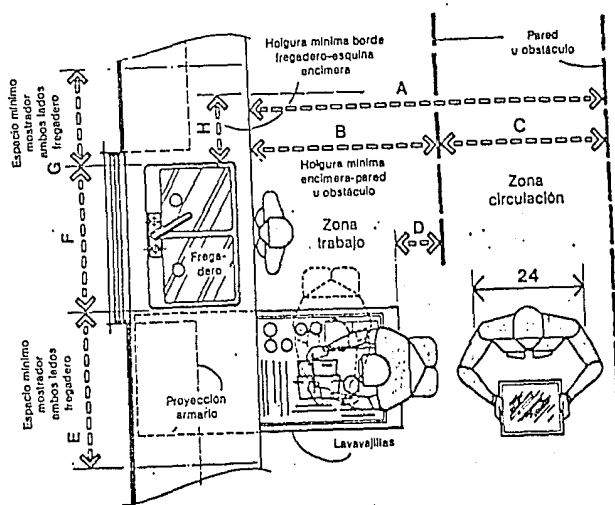 Holgura mínima borde
fregadero-esquina
encimera
Pared
u obstáculo
A
B
C
Holgura mínima
encimera-pared
u obstáculo
Zona
circulación
Zona
trabajo
D
24
Espacio mínimo
mostrador
ambos lados
fregadero
H
G
F
Frega-
dero
Espacio mínimo
mostrador
ambos lados
fregadero
E
Proyección
armario
Lavavajillas